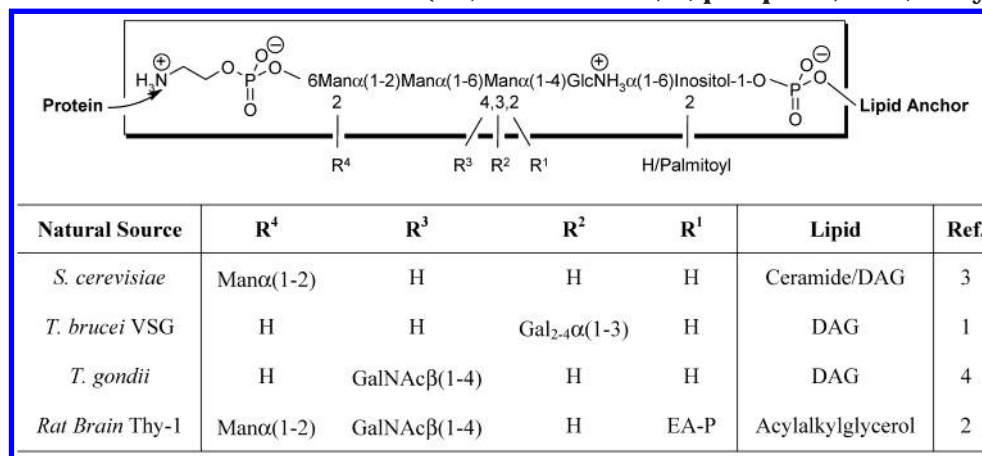 H₃N⊕ O O⊖ P O O 6Manα(1-2)Manα(1-6)Manα(1-4)GlcN⊕H₃α(1-6)Inositol-1-O O⊖ P O O
Protein 2 4,3,2 2 Lipid Anchor
R⁴ R³ R² R¹ H/Palmitoyl
Natural Source R⁴ R³ R² R¹ Lipid Ref.
S. cerevisiae Manα(1-2) H H H Ceramide/DAG 3
T. brucei VSG H H Gal₂₋₄α(1-3) H DAG 1
T. gondii H GalNAcβ(1-4) H H DAG 4
Rat Brain Thy-1 Manα(1-2) GalNAcβ(1-4) H EA-P Acylalkylglycerol 2